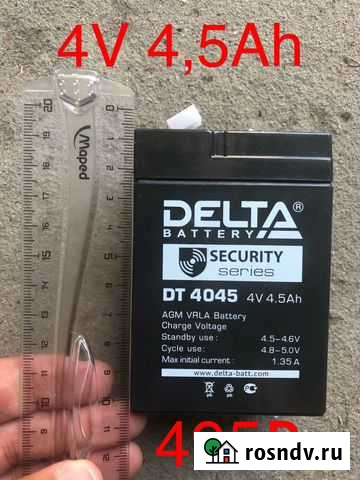 4V 4,5Ah
20
Maped
DELTA®
BATTERY
SECURITY
series
DT 4045 4V 4.5Ah
AGM VRLA Battery
Charge Voltage
Standby use : 4.5-4.6V
Cycle use : 4.8-5.0V
Max initial current : 1.35 A
www.delta-batt.com
rosndv.ru